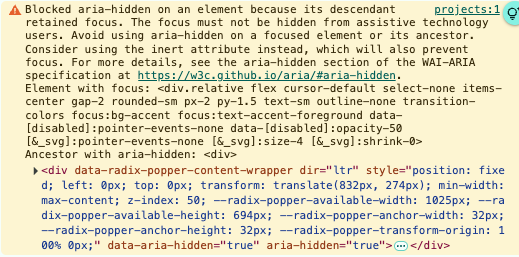 Blocked aria-hidden on an element because its descendant projects:1
retained focus. The focus must not be hidden from assistive technology
users. Avoid using aria-hidden on a focused element or its ancestor.
Consider using the inert attribute instead, which will also prevent
focus. For more details, see the aria-hidden section of the WAI-ARIA
specification at https://w3c.github.io/aria/#aria-hidden.
Element with focus: <div.relative flex cursor-default select-none items-
center gap-2 rounded-sm px-2 py-1.5 text-sm outline-none transition-
colors focus:bg-accent focus:text-accent-foreground data-
[disabled]:pointer-events-none data-[disabled]:opacity-50
[&_svg]:pointer-events-none [&_svg]:size-4 [&_svg]:shrink-0>
Ancestor with aria-hidden: <div>
<div data-radix-popper-content-wrapper dir="ltr" style="position: fixe
d; left: 0px; top: 0px; transform: translate(832px, 274px); min-width:
max-content; z-index: 50; --radix-popper-available-width: 1025px; --ra
dix-popper-available-height: 694px; --radix-popper-anchor-width: 32px;
--radix-popper-anchor-height: 32px; --radix-popper-transform-origin: 1
00% 0px;" data-aria-hidden="true" aria-hidden="true">…</div>